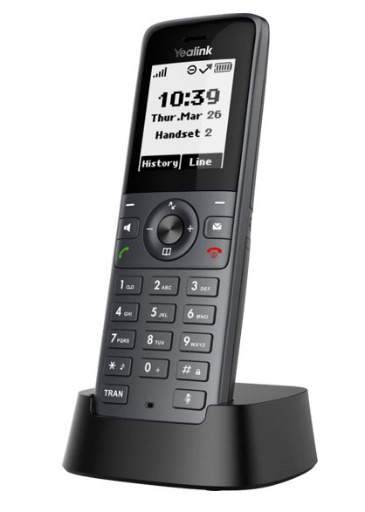 Yealink
10:39
Thur.Mar 26
Handset 2
History Line
- +
1 2 ABC 3 DEF
4 GHI 5 JKL 6 MNO
7 PQRS 8 TUV 9 WXYZ
* 0 + #
TRAN